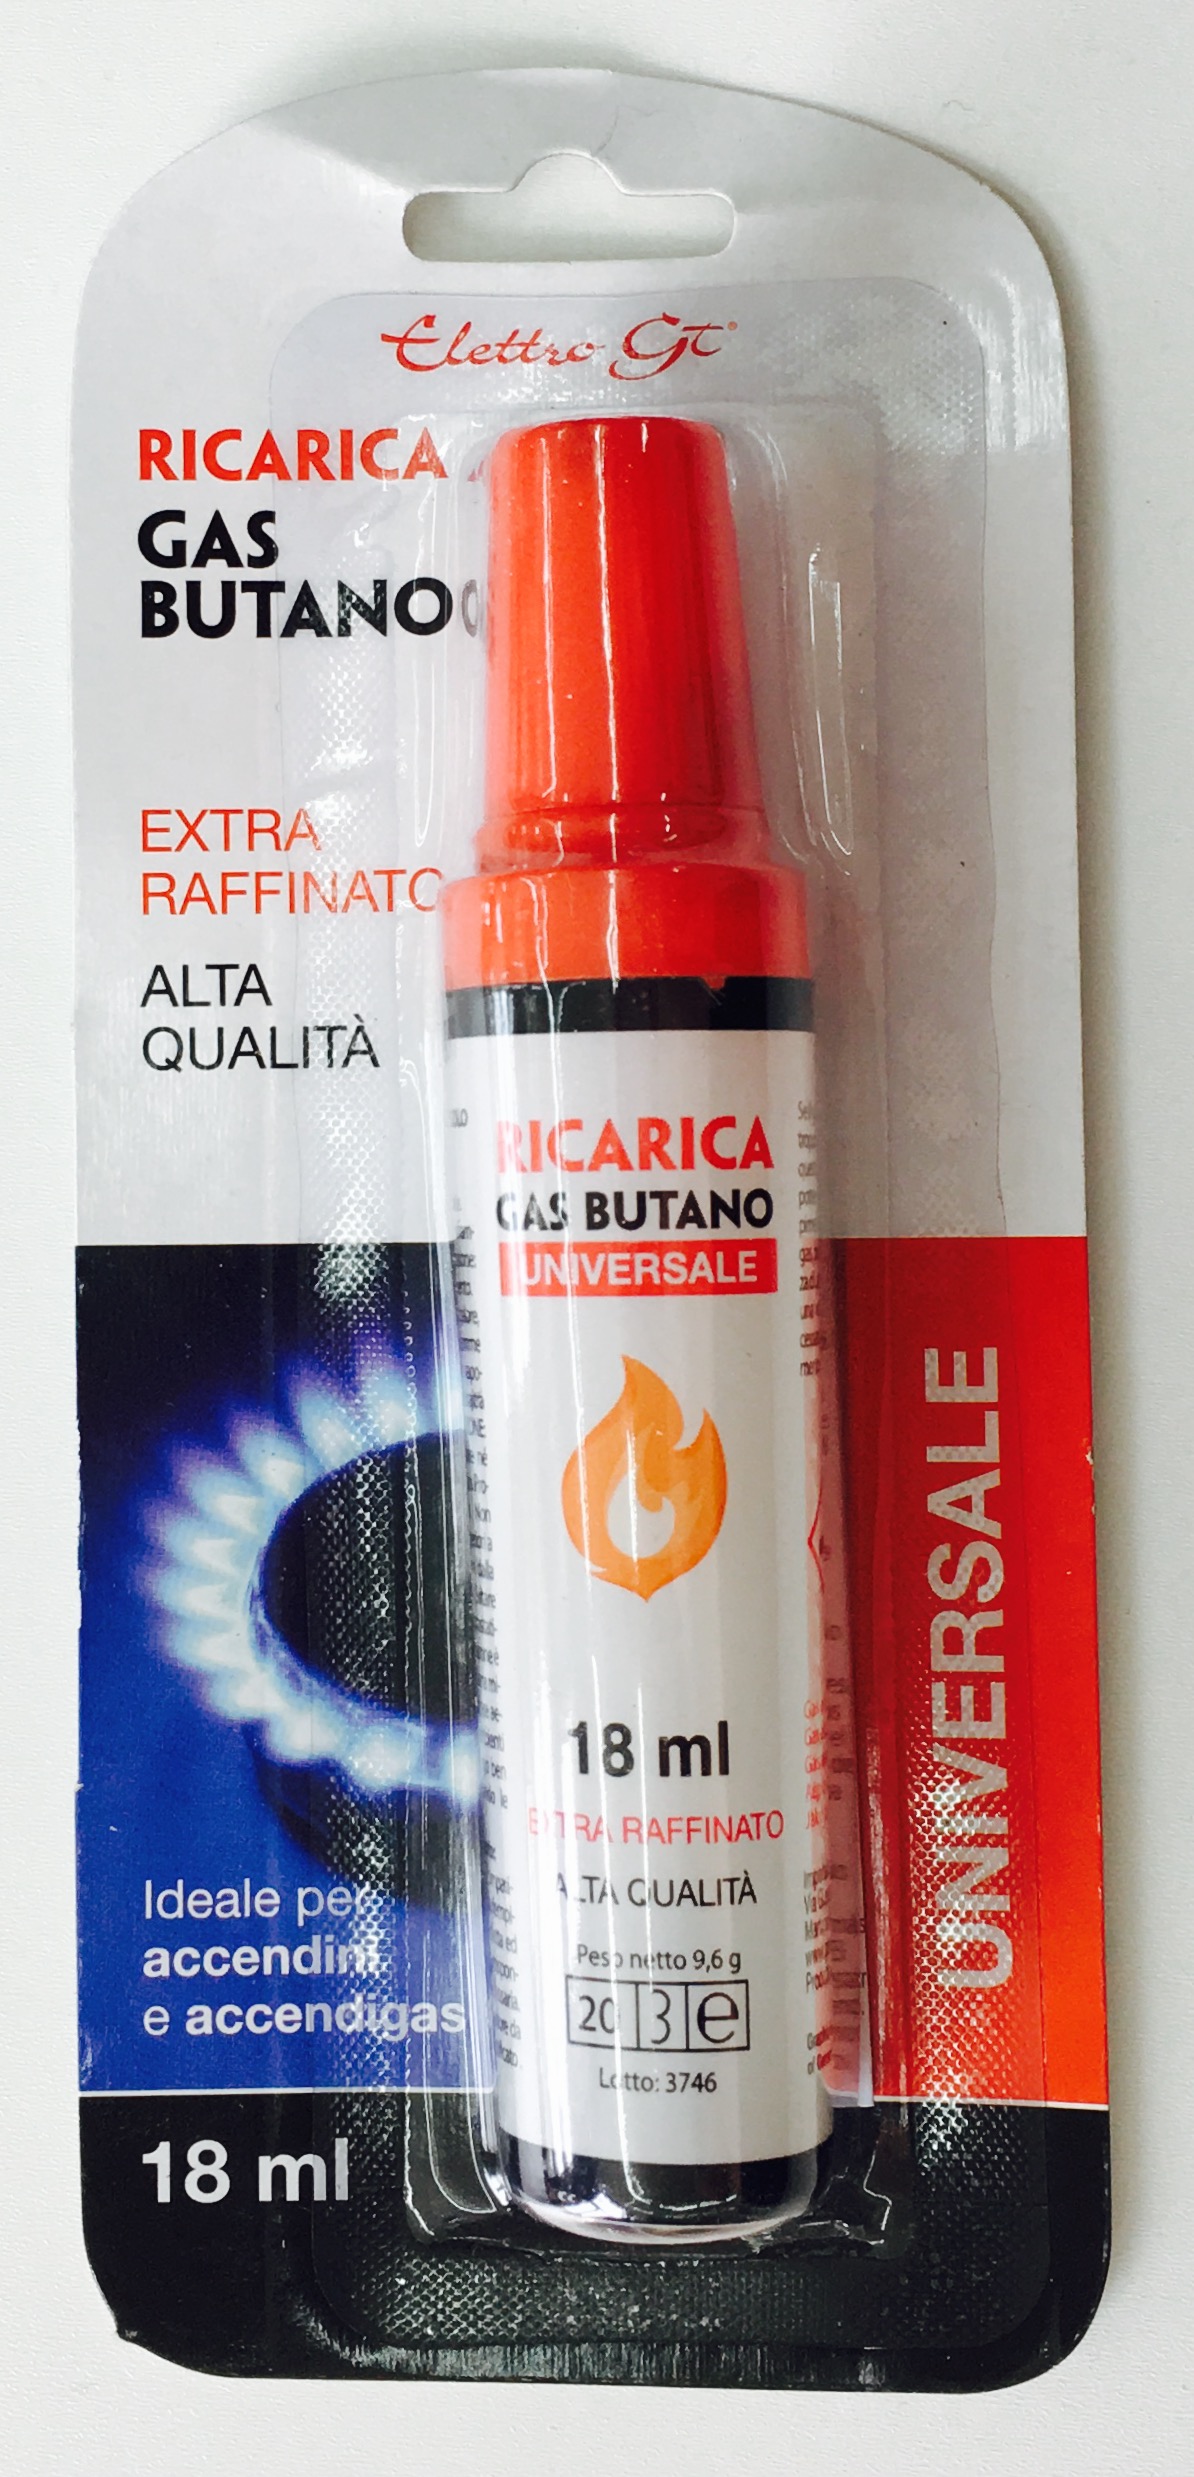 Elettro Gt
RICARICA
GAS
BUTANO
EXTRA
RAFFINATO
ALTA
QUALITÀ
RICARICA
GAS BUTANO
UNIVERSALE
18 ml
EXTRA RAFFINATO
ALTA QUALITÀ
Peso netto 9,6 g
20 3 e
Lotto: 3746
UNIVERSALE
Ideale per
accendini
e accendigas
18 ml